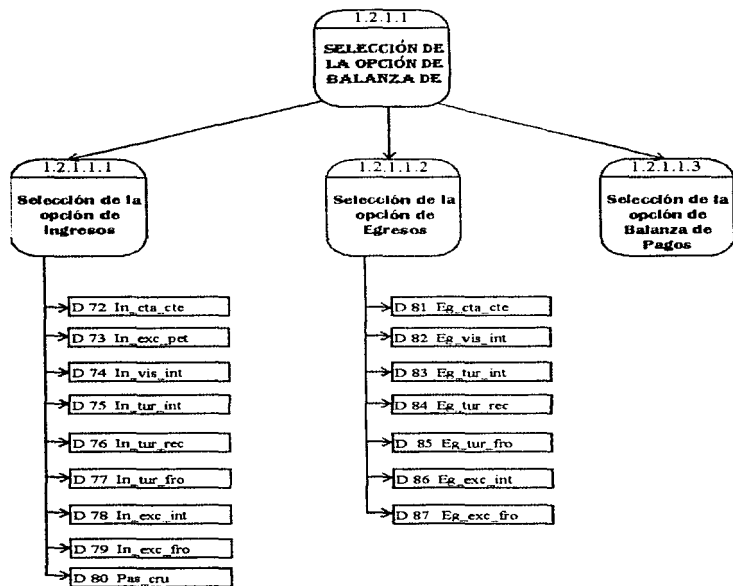 1.2.1.1
SELECCIÓN DE
LA OPCIÓN DE
BALANZA DE
1.2.1.1.1
Selección de la
opción de
Ingresos
1.2.1.1.2
Selección de la
opción de
Egresos
1.2.1.1.3
Selección de la
opción de
Balanza de
Pagos
D 72 In_cta_cte
D 73 In_exc_pet
D 74 In_vis_int
D 75 In_tur_int
D 76 In_tur_rec
D 77 In_tur_fro
D 78 In_exc_int
D 79 In_exc_fro
D 80 Pas_cru
D 81 Eg_cta_cte
D 82 Eg_vis_int
D 83 Eg_tur_int
D 84 Eg_tur_rec
D 85 Eg_tur_fro
D 86 Eg_exc_int
D 87 Eg_exc_fro